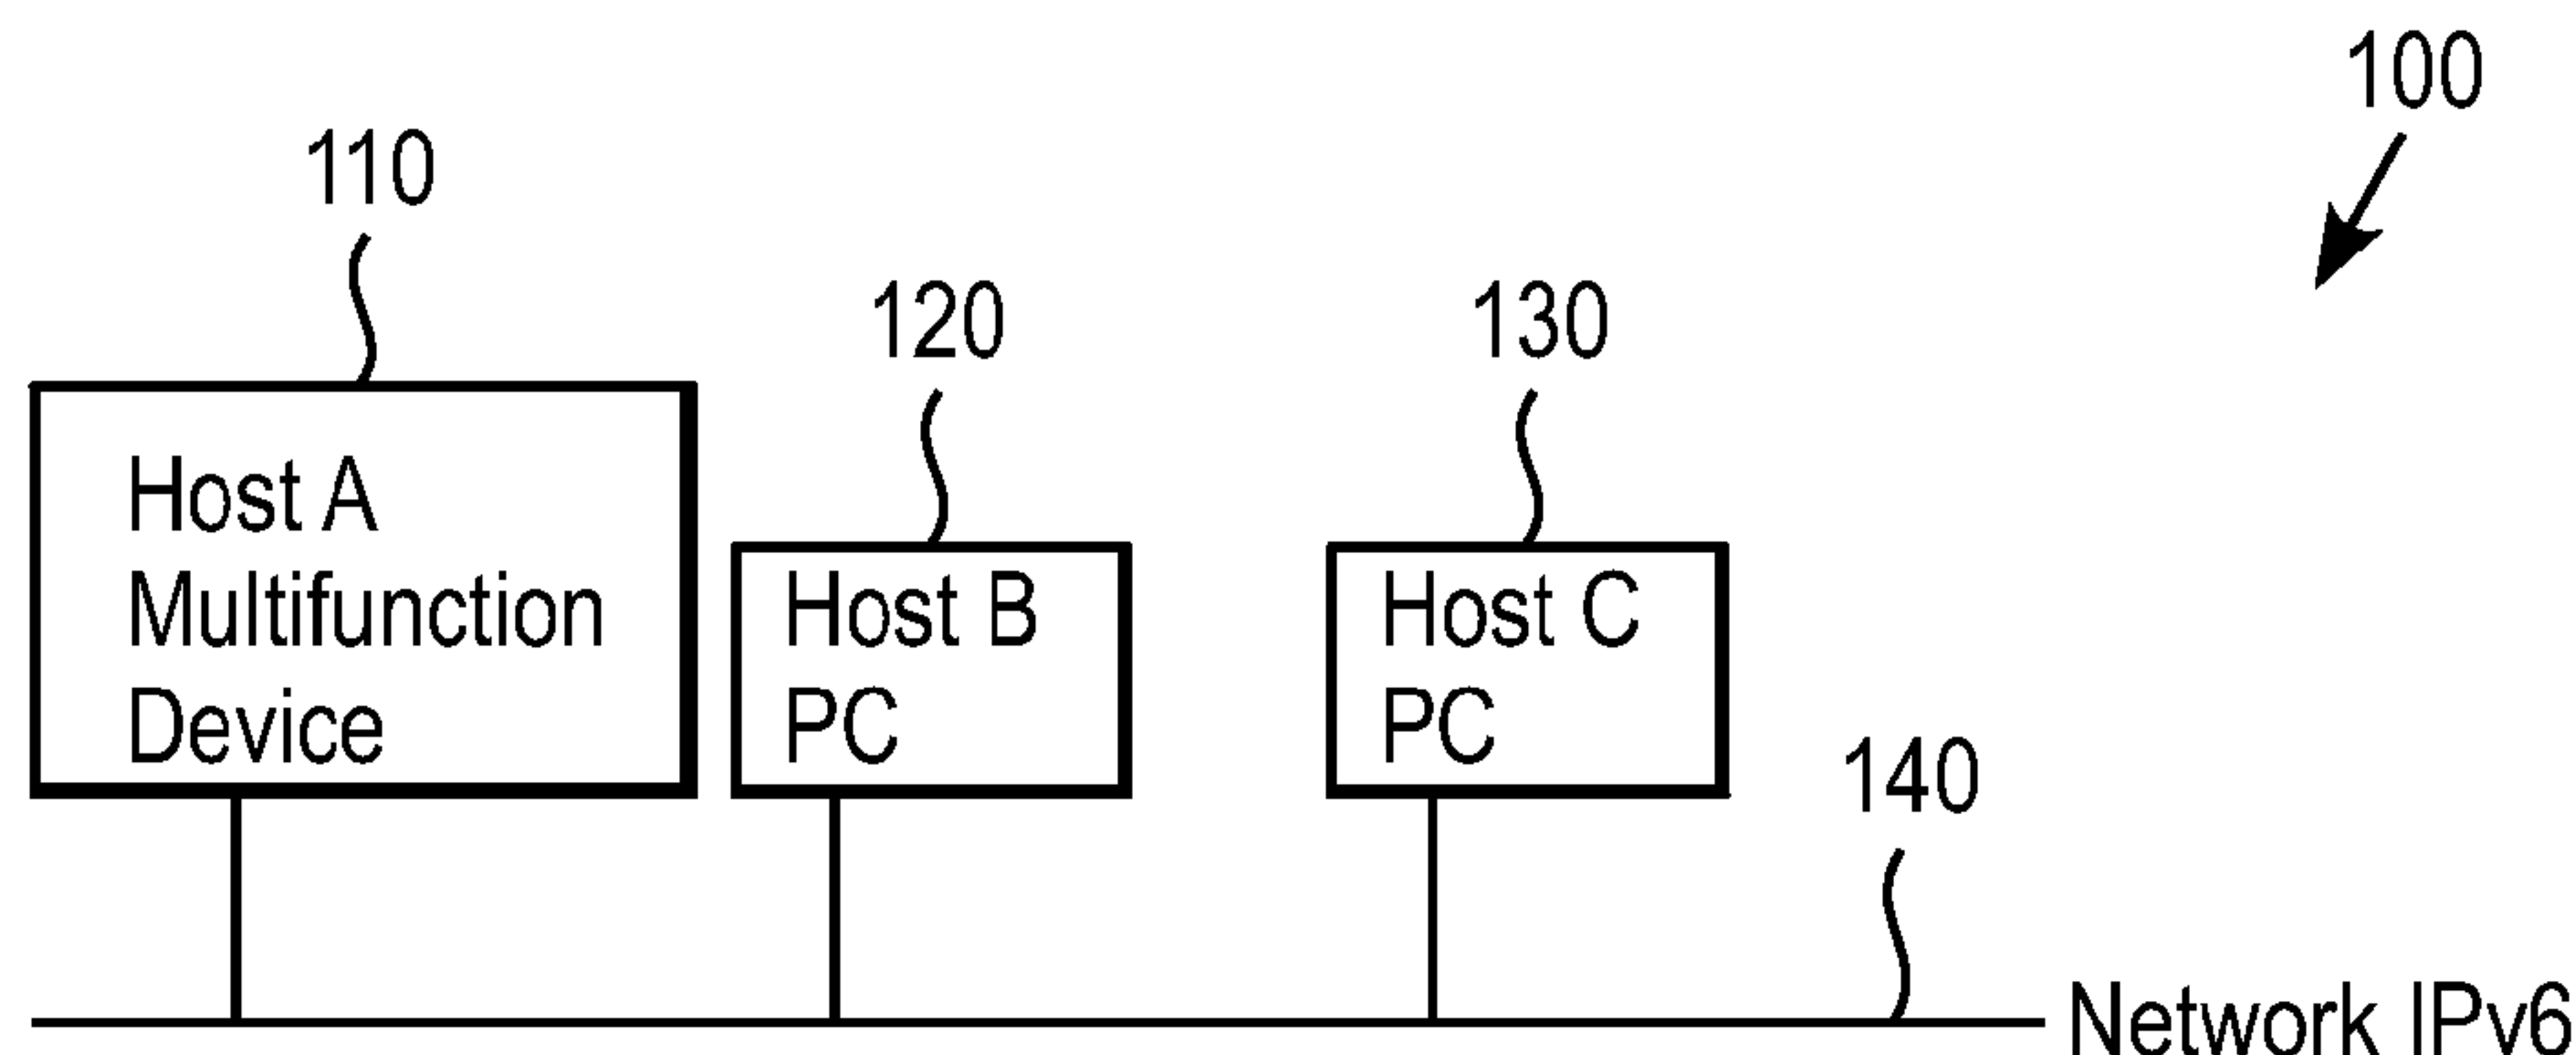 100
110
120
130
Host A
Multifunction
Device
Host B
PC
Host C
PC
140
Network IPv6